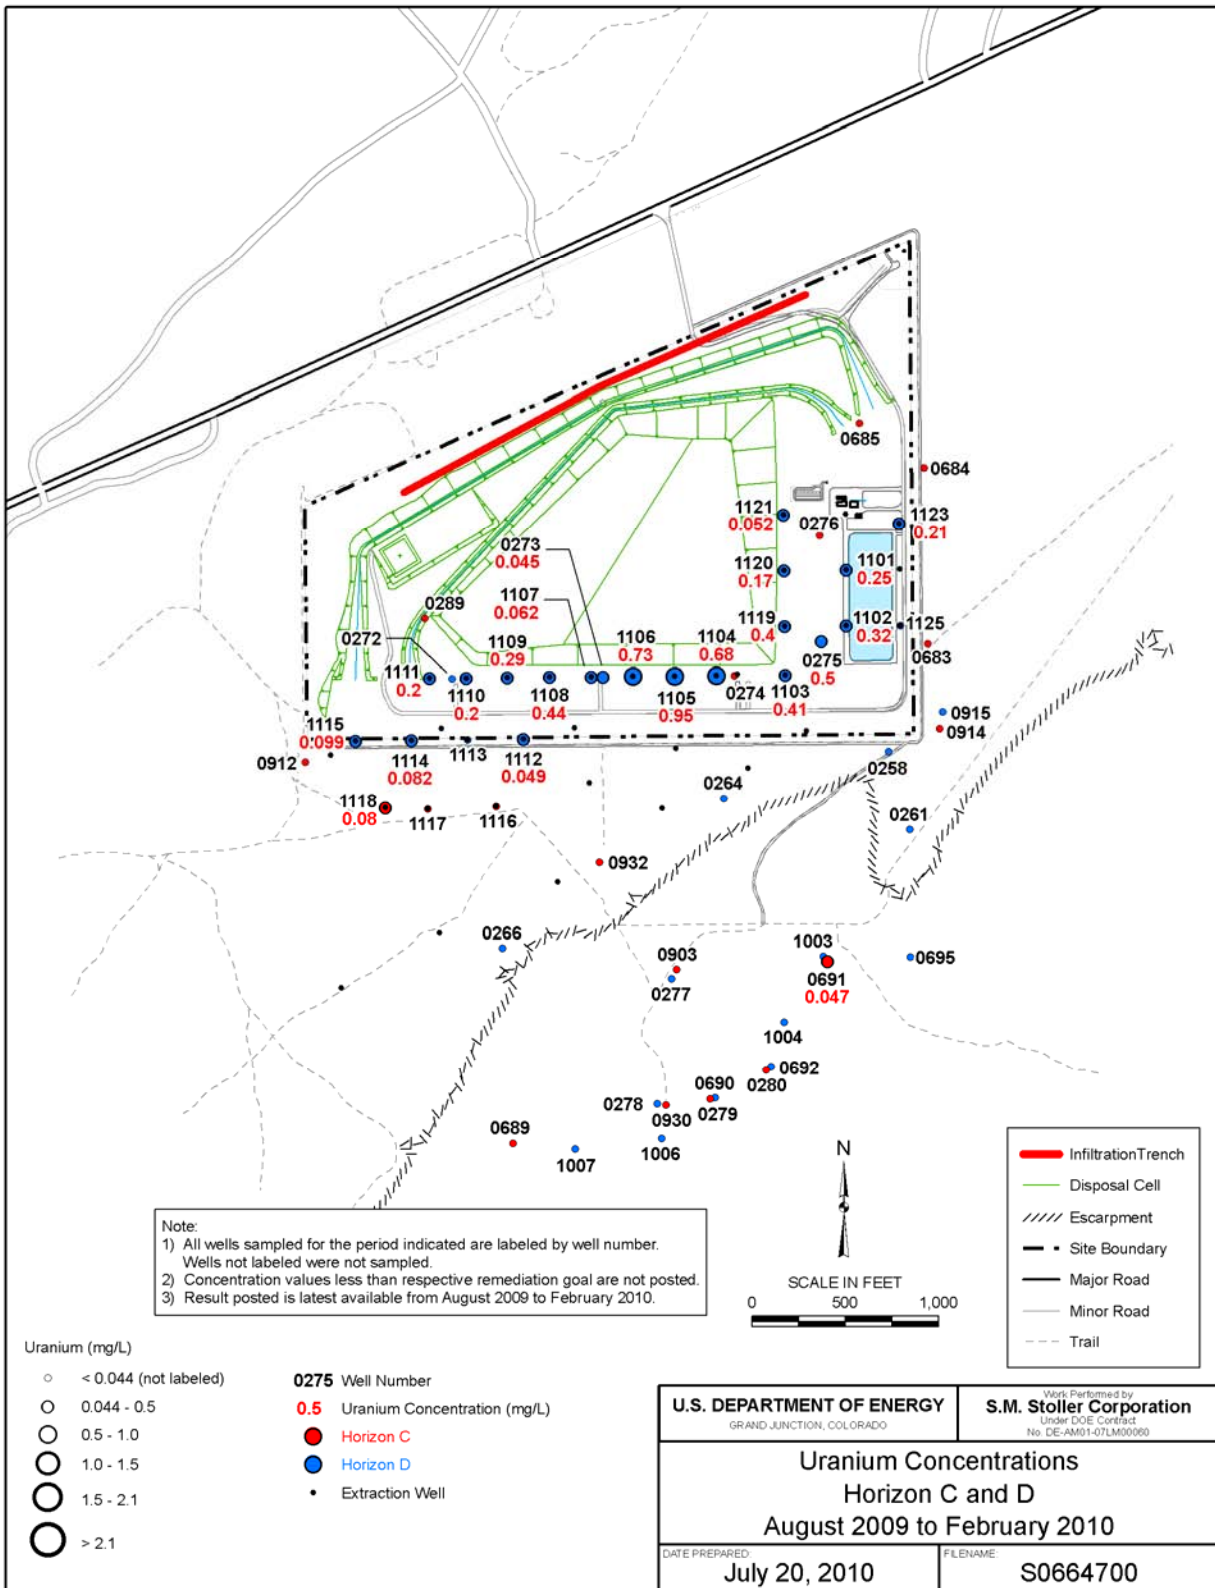 0685
0684
1121
0.052
0276
1123
0.21
0273
0.045
1120
0.17
1101
0.25
1107
0.062
0289
1119
0.4
1102
0.32
1125
0272
1109
0.29
1106
0.73
1104
0.68
0683
0275
0.5
1111
0.2
1110
0.2
1108
0.44
1105
0.95
0274
1103
0.41
0915
0914
1115
0.099
0912
1114
0.082
1113
1112
0.049
0258
0264
1118
0.08
1117
1116
0261
0932
0266
0903
0277
1003
0691
0.047
0695
1004
0692
0280
0690
0279
0278
0930
0689
1007
1006
N
SCALE IN FEET
0 500 1,000
InfiltrationTrench
Disposal Cell
Escarpment
Site Boundary
Major Road
Minor Road
Trail
Note:
1) All wells sampled for the period indicated are labeled by well number.
Wells not labeled were not sampled.
2) Concentration values less than respective remediation goal are not posted.
3) Result posted is latest available from August 2009 to February 2010.
Uranium (mg/L)
< 0.044 (not labeled)
0.044 - 0.5
0.5 - 1.0
1.0 - 1.5
1.5 - 2.1
> 2.1
0275 Well Number
0.5 Uranium Concentration (mg/L)
Horizon C
Horizon D
Extraction Well
U.S. DEPARTMENT OF ENERGY
GRAND JUNCTION, COLORADO
Work Performed by
S.M. Stoller Corporation
Under DOE Contract
No. DE-AM01-07LM00060
Uranium Concentrations
Horizon C and D
August 2009 to February 2010
DATE PREPARED:
July 20, 2010
FILENAME:
S0664700